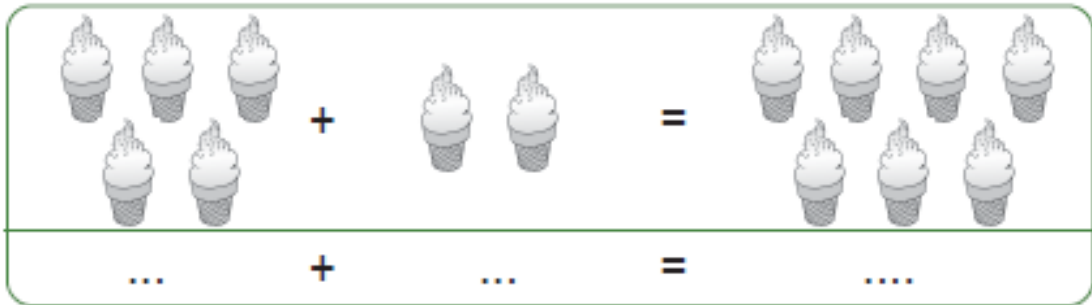 + =
... + ... = ....